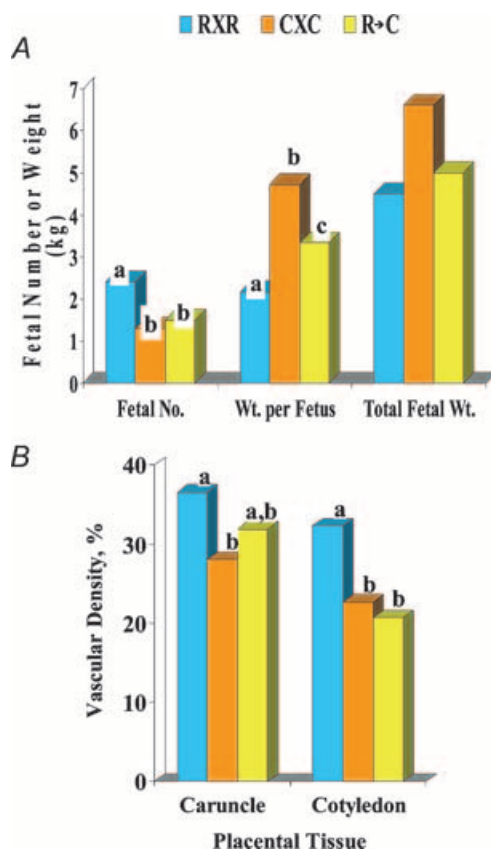 RXR CXC R→C
A
Fetal Number or Weight
(kg)
7
6
5
4
3
2
1
0
a
b
b
a
b
c
Fetal No. Wt. per Fetus Total Fetal Wt.
B
Vascular Density, %
40
30
20
10
0
a
b
a,b
a
b
b
Caruncle Cotyledon
Placental Tissue